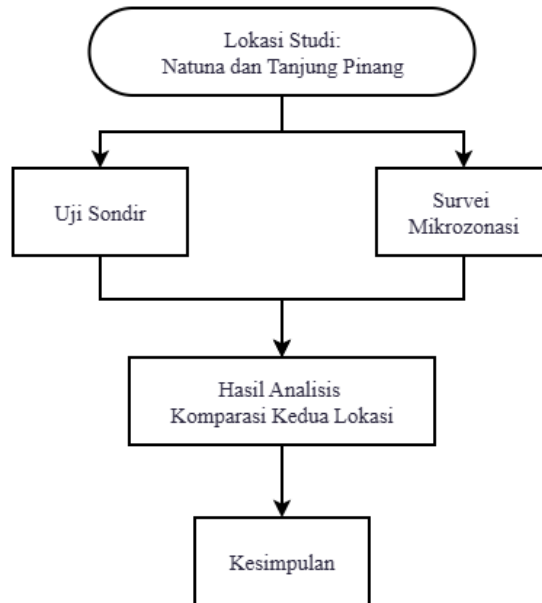 Lokasi Studi:
Natuna dan Tanjung Pinang
Uji Sondir
Survei
Mikrozonasi
Hasil Analisis
Komparasi Kedua Lokasi
Kesimpulan